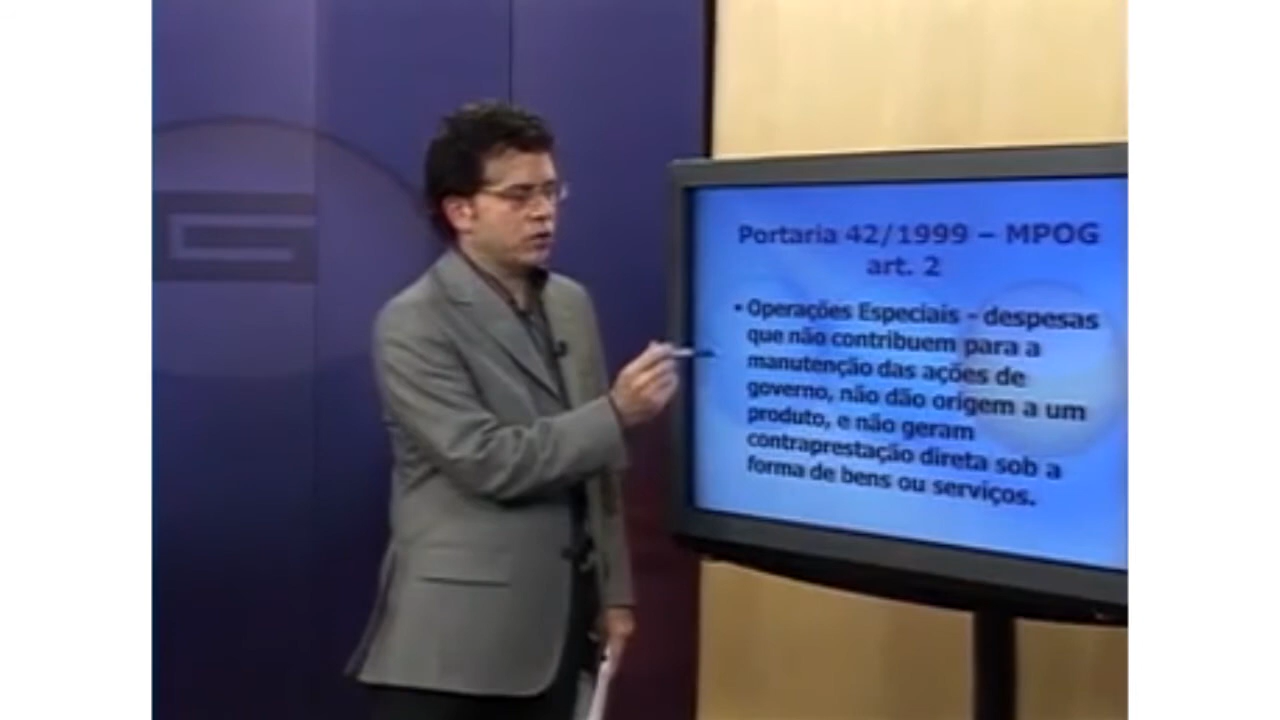 Portaria 42/1999 – MPOG
art. 2
• Operações Especiais - despesas
que não contribuem para a
manutenção das ações de
governo, não dão origem a um
produto, e não geram
contraprestação direta sob a
forma de bens ou serviços.